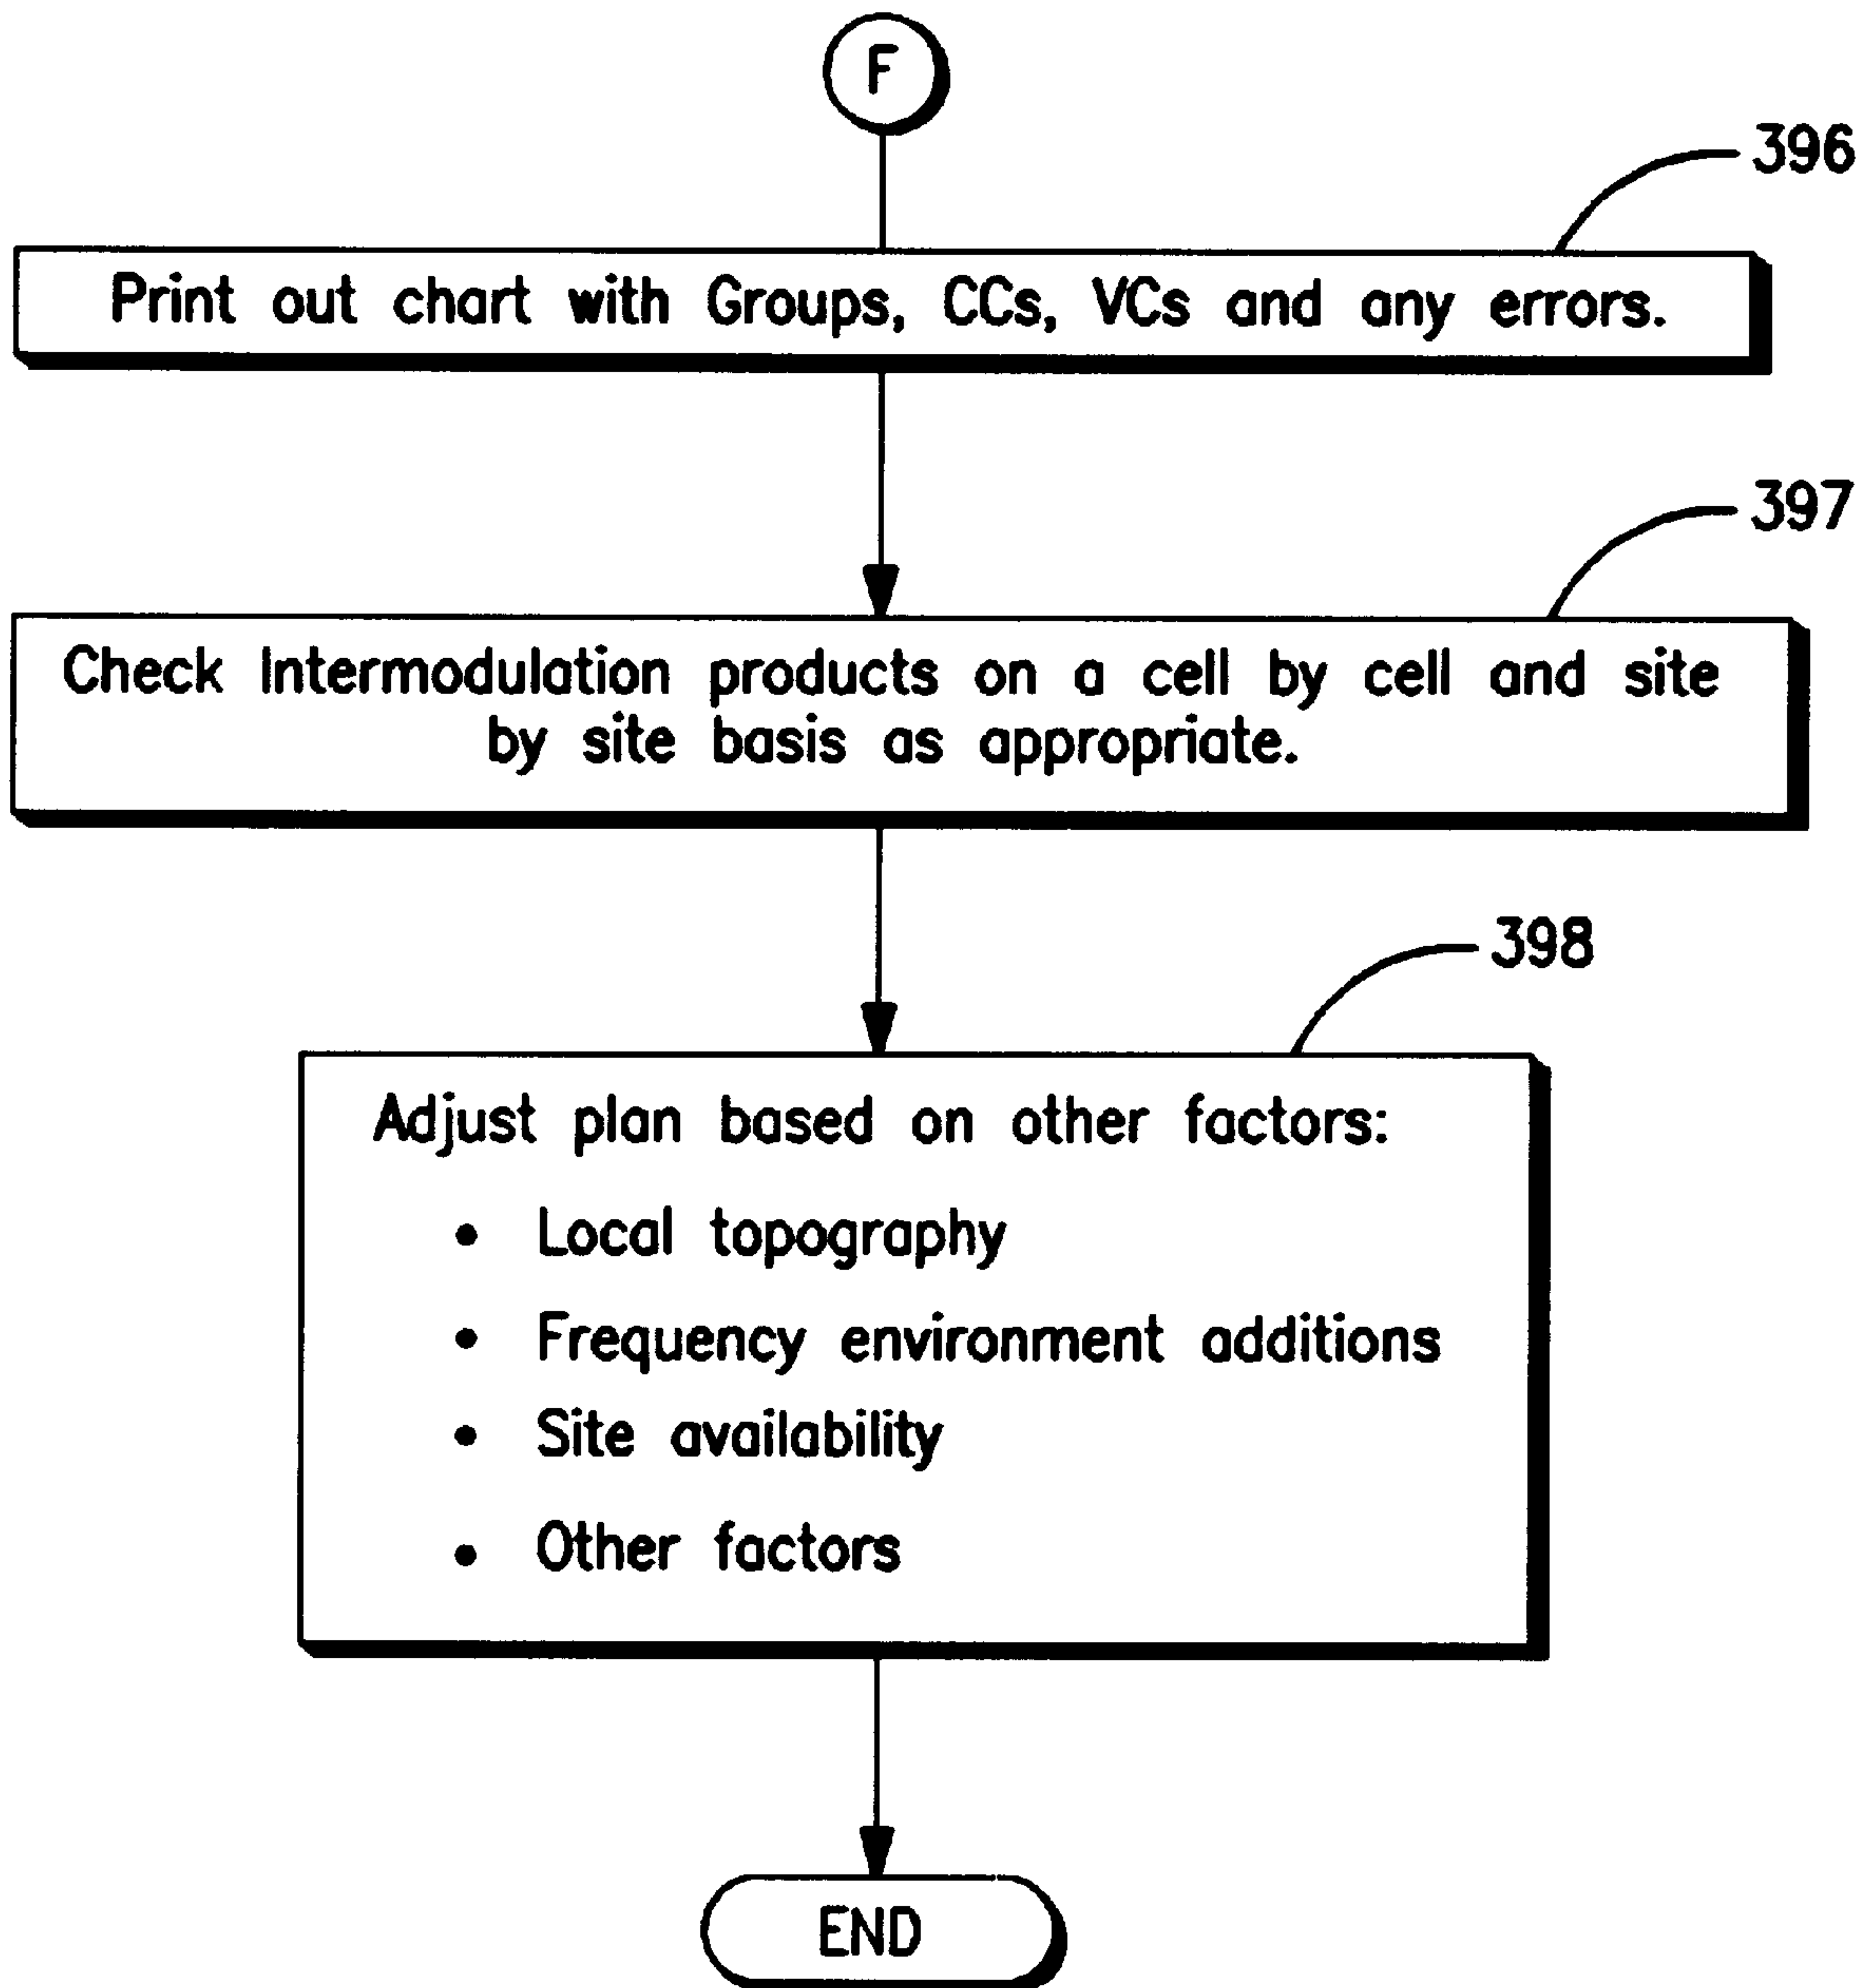 F
396
Print out chart with Groups, CCs, VCs and any errors.
397
Check Intermodulation products on a cell by cell and site
by site basis as appropriate.
398
Adjust plan based on other factors:
• Local topography
• Frequency environment additions
• Site availability
• Other factors
END